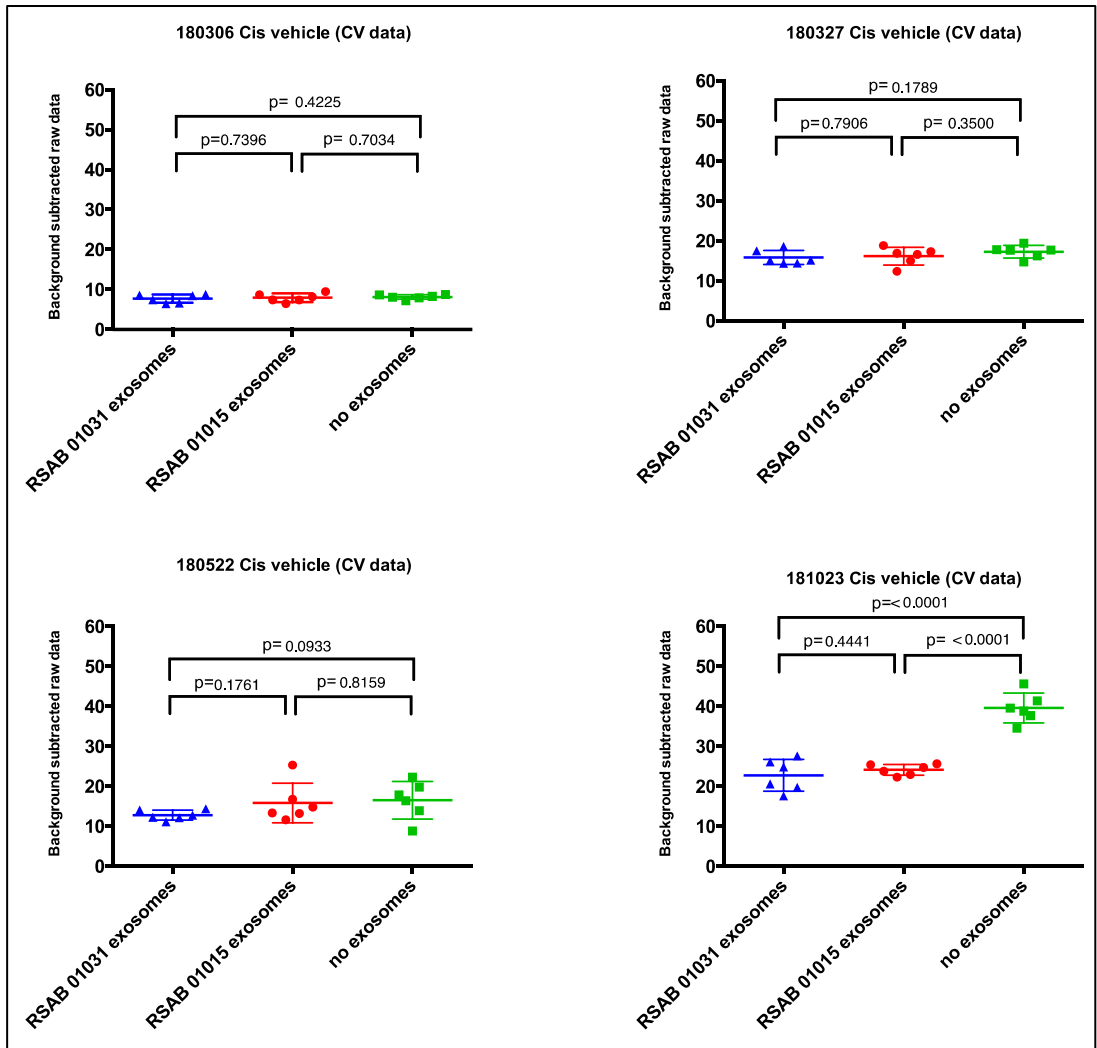 180306 Cis vehicle (CV data)
Background subtracted raw data
60
50
40
30
20
10
0
p= 0.4225
p=0.7396
p= 0.7034
RSAB 01031 exosomes
RSAB 01015 exosomes
no exosomes
180327 Cis vehicle (CV data)
Background subtracted raw data
60
50
40
30
20
10
0
p= 0.1789
p=0.7906
p= 0.3500
RSAB 01031 exosomes
RSAB 01015 exosomes
no exosomes
180522 Cis vehicle (CV data)
Background subtracted raw data
60
50
40
30
20
10
0
p= 0.0933
p=0.1761
p= 0.8159
RSAB 01031 exosomes
RSAB 01015 exosomes
no exosomes
181023 Cis vehicle (CV data)
Background subtracted raw data
60
50
40
30
20
10
0
p=<0.0001
p=0.4441
p= <0.0001
RSAB 01031 exosomes
RSAB 01015 exosomes
no exosomes